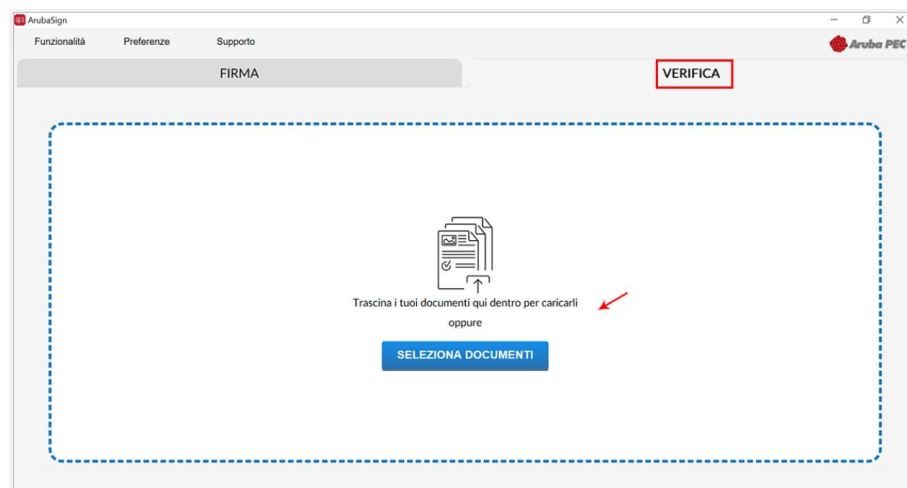 ArubaSign
Funzionalità Preferenze Supporto
Aruba PEC
FIRMA VERIFICA
Trascina i tuoi documenti qui dentro per caricarli
oppure
SELEZIONA DOCUMENTI